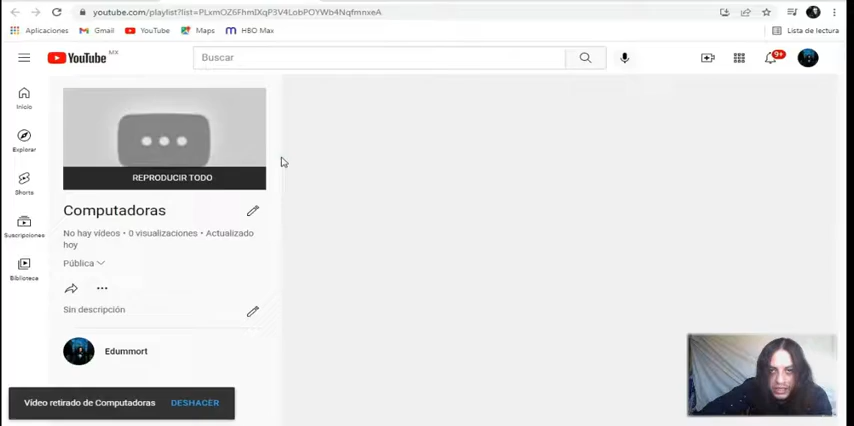 youtube.com/playlist?list=PLxmOZ6FhmIXqP3V4LobPOYWb4NqfmnxeA
Aplicaciones Gmail YouTube Maps HBO Max Lista de lectura
YouTube MX
Buscar
9+
Inicio
Explorar
Shorts
Suscripciones
Biblioteca
REPRODUCIR TODO
Computadoras
No hay vídeos • 0 visualizaciones • Actualizado
hoy
Pública
Sin descripción
Edummort
Vídeo retirado de Computadoras DESHACER